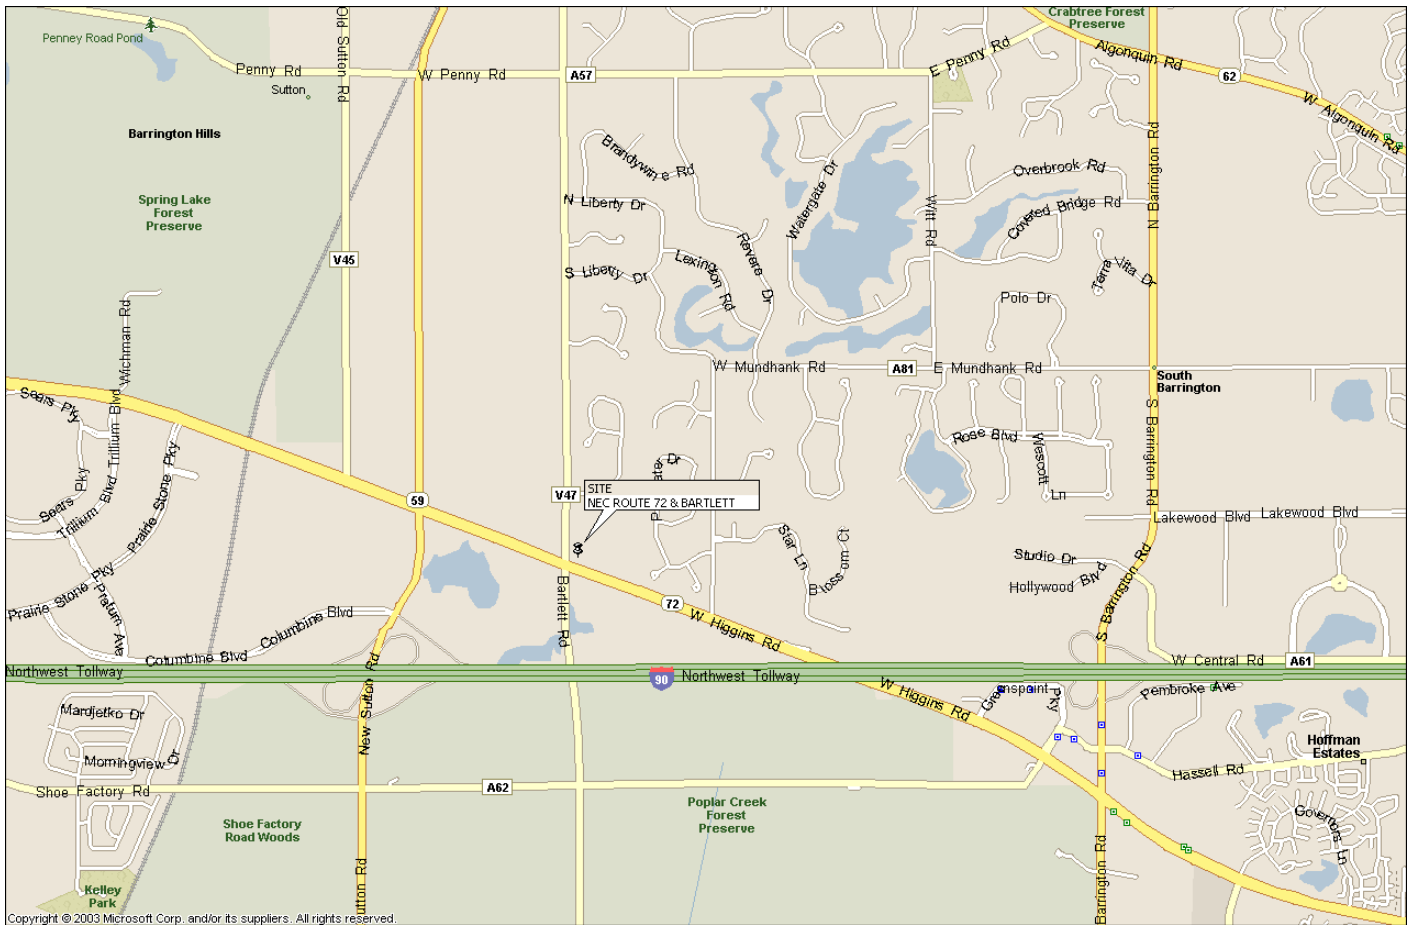 Crabtree Forest
Preserve
Penney Road Pond
Old Sutton Rd
Penny Rd
W Penny Rd
A57
E Penny Rd
Algonquin Rd
62
W Algonquin Rd
Sutton
Barrington Hills
Brandywine Rd
Watergate Dr
Overbrook Rd
N Barrington Rd
Spring Lake
Forest
Preserve
N Liberty Dr
Witt Rd
Covered Bridge Rd
V45
S Liberty Dr
Lexington Rd
Revere Dr
Terra Vita Dr
Polo Dr
Wichman Rd
W Mundhank Rd
A81
E Mundhank Rd
South
Barrington
Sears Pky
Trillium Blvd
S Barrington Rd
Rose Blvd
Wescott
Ln
Prairie Stone Pky
Dr
Sears Pky
Trillium Blvd
59
V47
SITE
NEC ROUTE 72 & BARTLETT
Lakewood Blvd
Lakewood Blvd
Star Ln
Blossom Ct
Studio Dr
Hollywood Blvd
Prairie Stone Pky
Pratum Ave
Bartlett Rd
72
W Higgins Rd
S Barrington Rd
Columbine Blvd
Columbine Blvd
W Central Rd
A61
Northwest Tollway
90
Northwest Tollway
New Sutton Rd
W Higgins Rd
Greenspoint Pky
Pembroke Ave
Mardjetko Dr
Morningview Dr
Hoffman
Estates
Hassell Rd
Shoe Factory Rd
A62
Poplar Creek
Forest
Preserve
Shoe Factory
Road Woods
Governors Ln
Kelley
Park
utton Rd
Barrington Rd
Copyright © 2003 Microsoft Corp. and/or its suppliers. All rights reserved.